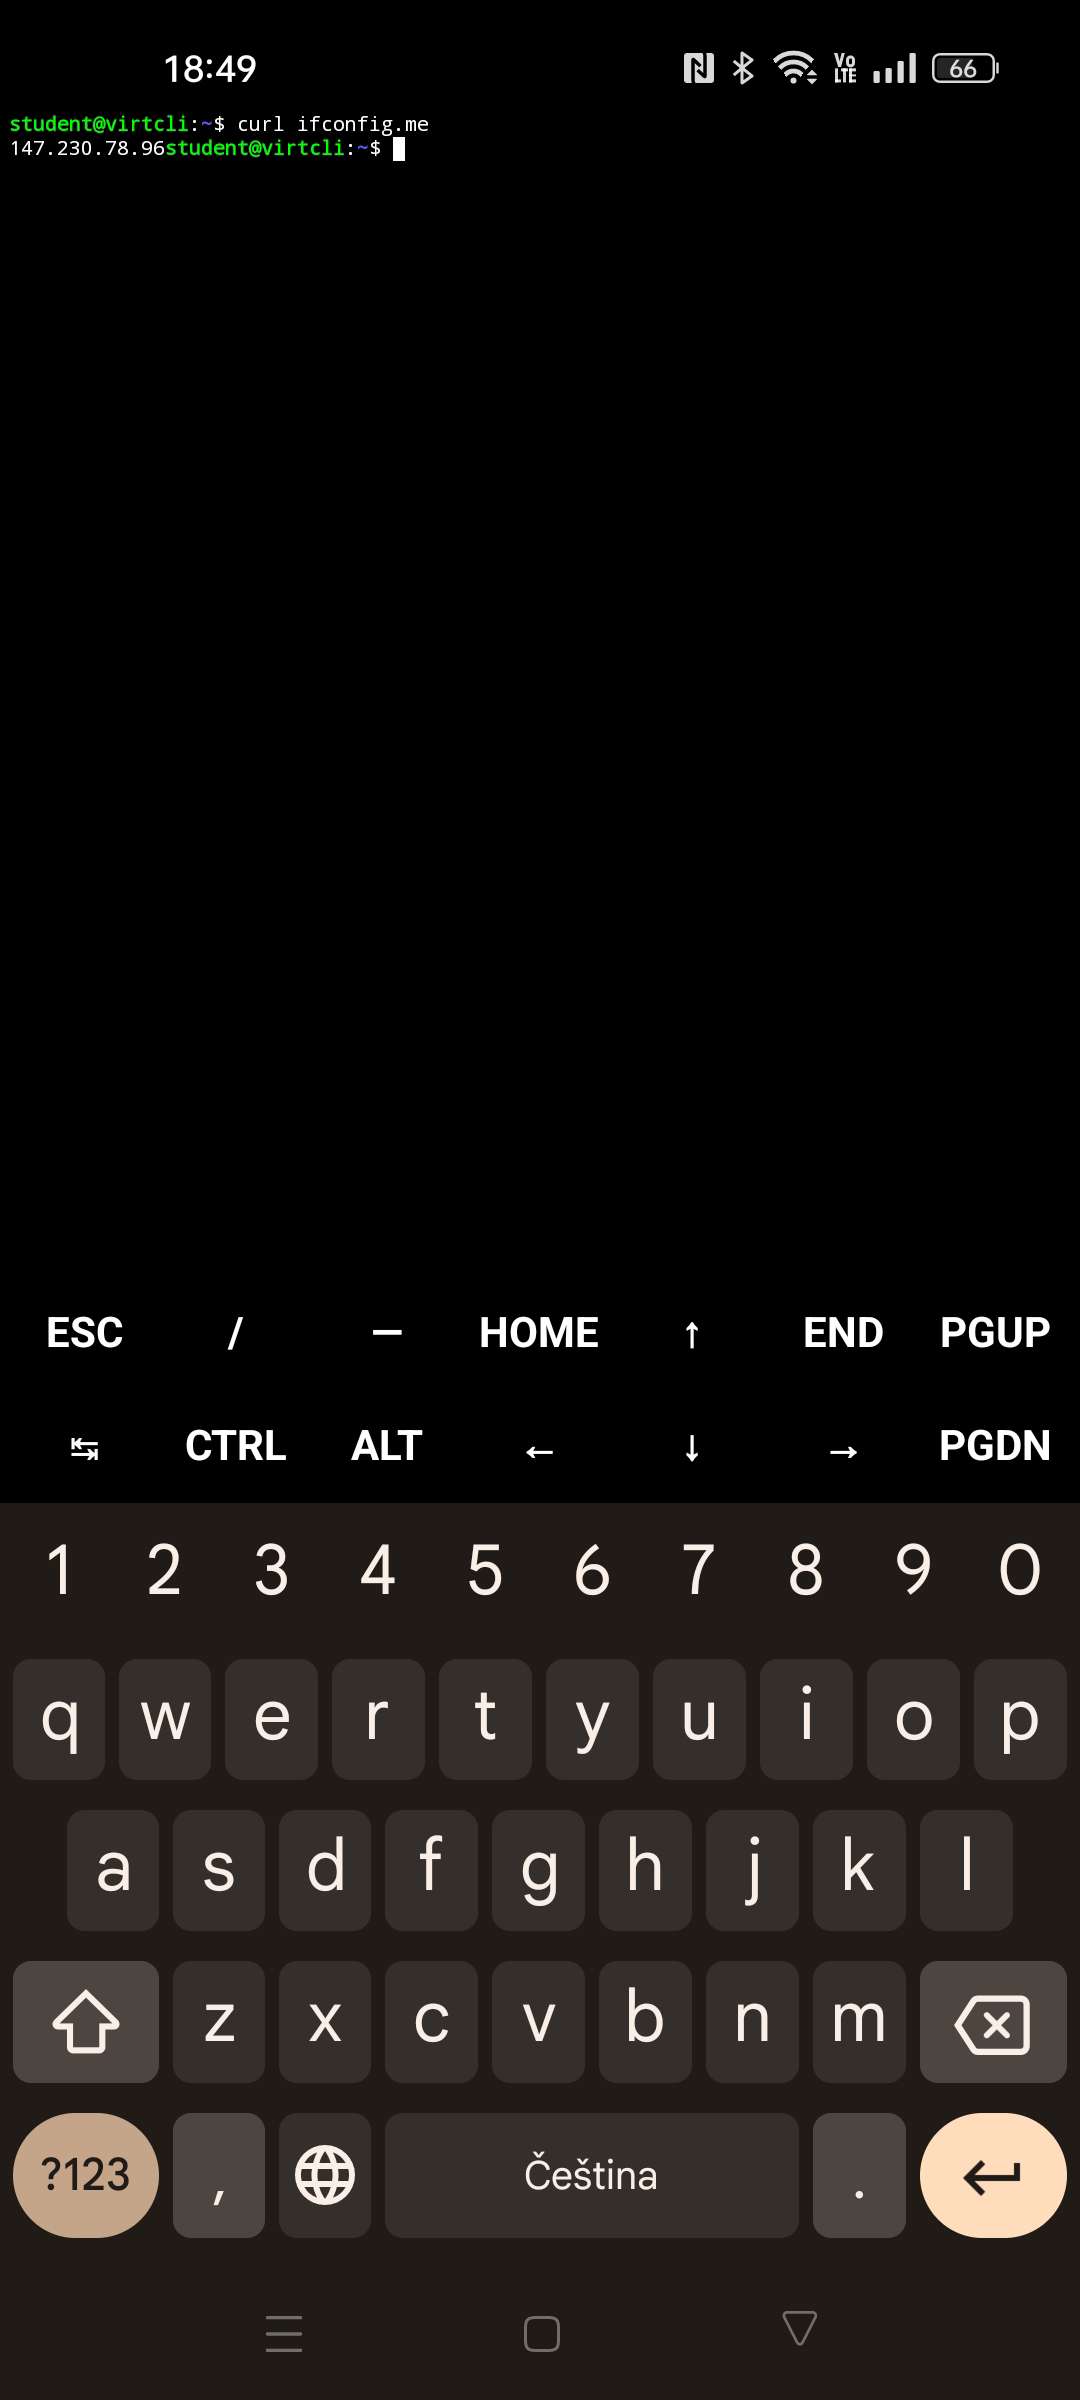 18:49
Vo LTE
66
student@virtcli:~$ curl ifconfig.me
147.230.78.96student@virtcli:~$
ESC / — HOME ↑ END PGUP
↹ CTRL ALT ← ↓ → PGDN
1 2 3 4 5 6 7 8 9 0
q w e r t y u i o p
a s d f g h j k l
z x c v b n m
?123 , Čeština .